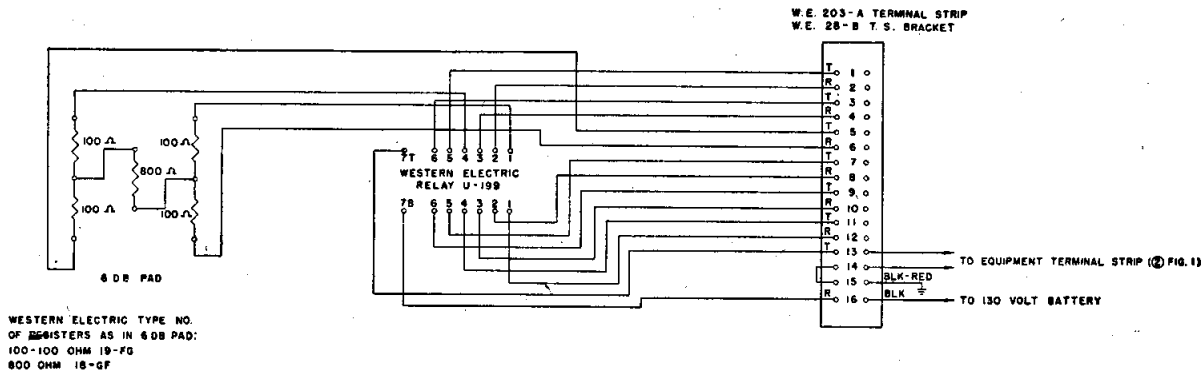 W.E. 203-A TERMINAL STRIP
W.E. 28-B T. S. BRACKET
T 1
R 2
T 3
R 4
T 5
R 6
T 7
R 8
T 9
R 10
T 11
R 12
T 13
14
15
R 16
BLK-RED
BLK
TO EQUIPMENT TERMINAL STRIP (② FIG. 1)
TO 130 VOLT BATTERY
7T 6 5 4 3 2 1
WESTERN ELECTRIC
RELAY U-199
7B 6 5 4 3 2 1
100 Ω
100 Ω
800 Ω
100 Ω
100 Ω
6 DB PAD
WESTERN ELECTRIC TYPE NO.
OF REGISTERS AS IN 6 DB PAD:
100-100 OHM 19-FG
800 OHM 18-GF